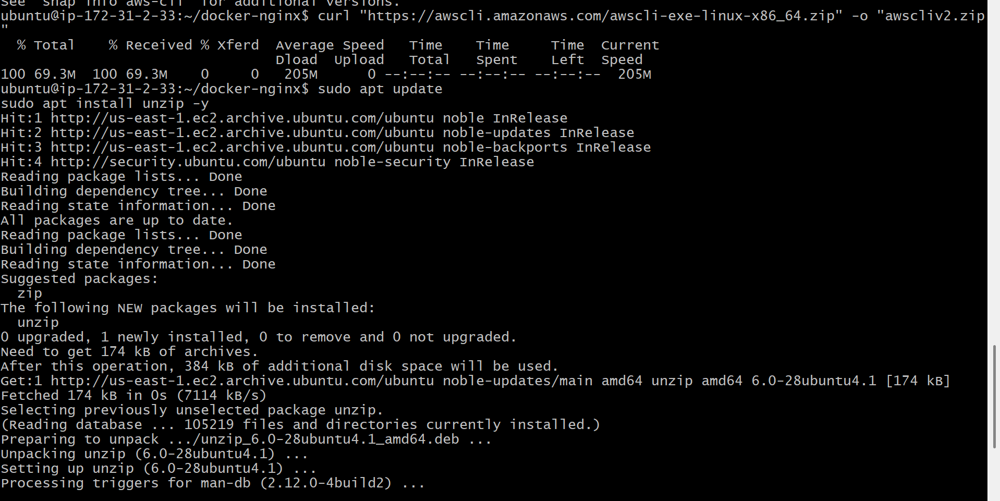 See `snap info aws-cli` for additional versions.
ubuntu@ip-172-31-2-33:~/docker-nginx$ curl "https://awscli.amazonaws.com/awscli-exe-linux-x86_64.zip" -o "awscliv2.zip
"
  % Total    % Received % Xferd  Average Speed   Time    Time     Time  Current
                                 Dload  Upload   Total   Spent    Left  Speed
100 69.3M  100 69.3M    0     0   205M      0 --:--:-- --:--:-- --:--:--  205M
ubuntu@ip-172-31-2-33:~/docker-nginx$ sudo apt update
sudo apt install unzip -y
Hit:1 http://us-east-1.ec2.archive.ubuntu.com/ubuntu noble InRelease
Hit:2 http://us-east-1.ec2.archive.ubuntu.com/ubuntu noble-updates InRelease
Hit:3 http://us-east-1.ec2.archive.ubuntu.com/ubuntu noble-backports InRelease
Hit:4 http://security.ubuntu.com/ubuntu noble-security InRelease
Reading package lists... Done
Building dependency tree... Done
Reading state information... Done
All packages are up to date.
Reading package lists... Done
Building dependency tree... Done
Reading state information... Done
Suggested packages:
  zip
The following NEW packages will be installed:
  unzip
0 upgraded, 1 newly installed, 0 to remove and 0 not upgraded.
Need to get 174 kB of archives.
After this operation, 384 kB of additional disk space will be used.
Get:1 http://us-east-1.ec2.archive.ubuntu.com/ubuntu noble-updates/main amd64 unzip amd64 6.0-28ubuntu4.1 [174 kB]
Fetched 174 kB in 0s (7114 kB/s)
Selecting previously unselected package unzip.
(Reading database ... 105219 files and directories currently installed.)
Preparing to unpack .../unzip_6.0-28ubuntu4.1_amd64.deb ...
Unpacking unzip (6.0-28ubuntu4.1) ...
Setting up unzip (6.0-28ubuntu4.1) ...
Processing triggers for man-db (2.12.0-4build2) ...